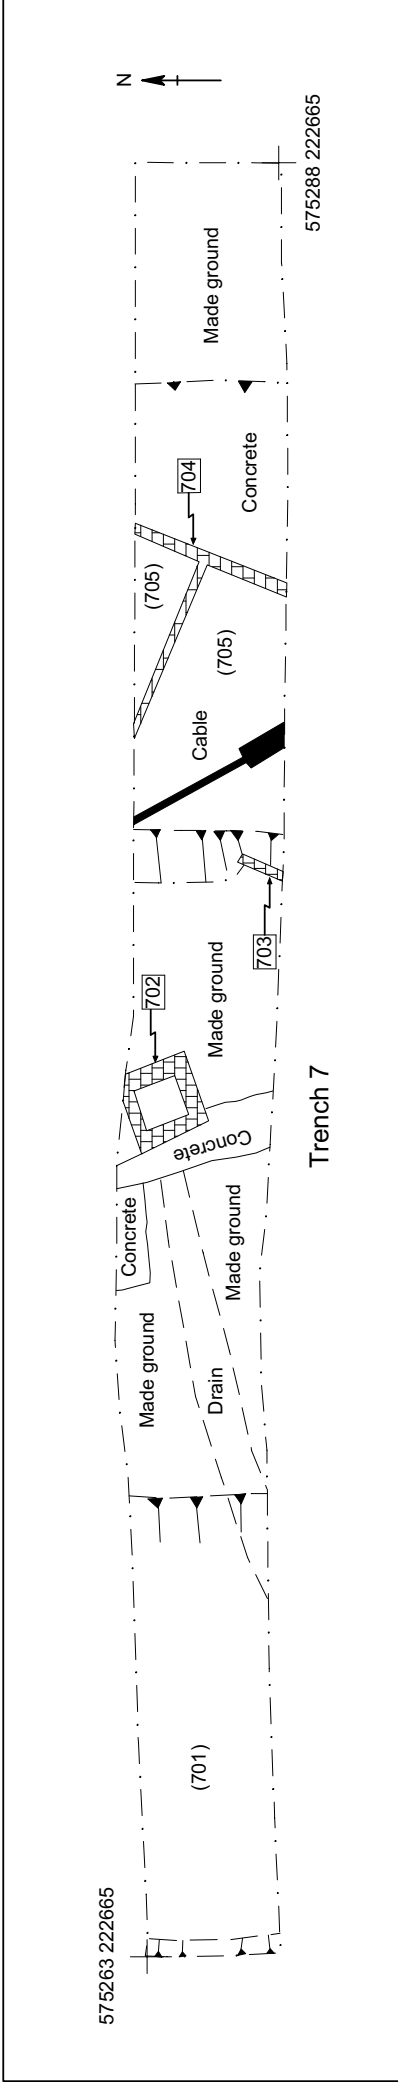 575263 222665
(701)
Made ground
Drain
Concrete
Made ground
Concrete
702
Made ground
703
Trench 7
Cable
(705)
(705)
704
Concrete
Made ground
N
575288 222665